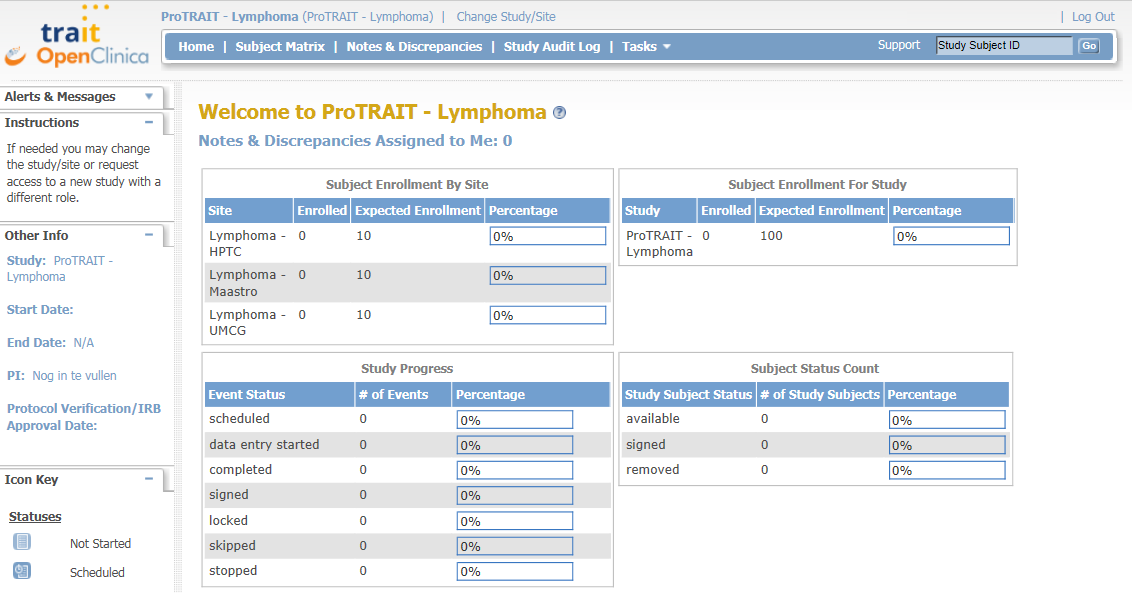 trait
OpenClinica
ProTRAIT - Lymphoma (ProTRAIT - Lymphoma) | Change Study/Site
| Log Out
Home | Subject Matrix | Notes & Discrepancies | Study Audit Log | Tasks
Support Study Subject ID Go
Alerts & Messages
Instructions
If needed you may change
the study/site or request
access to a new study with a
different role.
Other Info
Study: ProTRAIT -
Lymphoma
Start Date:
End Date: N/A
PI: Nog in te vullen
Protocol Verification/IRB
Approval Date:
Icon Key
Statuses
Not Started
Scheduled
Welcome to ProTRAIT - Lymphoma ?
Notes & Discrepancies Assigned to Me: 0
Subject Enrollment By Site
Site Enrolled Expected Enrollment Percentage
Lymphoma - 0 10 0%
HPTC
Lymphoma - 0 10 0%
Maastro
Lymphoma - 0 10 0%
UMCG
Subject Enrollment For Study
Study Enrolled Expected Enrollment Percentage
ProTRAIT - 0 100 0%
Lymphoma
Study Progress
Event Status # of Events Percentage
scheduled 0 0%
data entry started 0 0%
completed 0 0%
signed 0 0%
locked 0 0%
skipped 0 0%
stopped 0 0%
Subject Status Count
Study Subject Status # of Study Subjects Percentage
available 0 0%
signed 0 0%
removed 0 0%